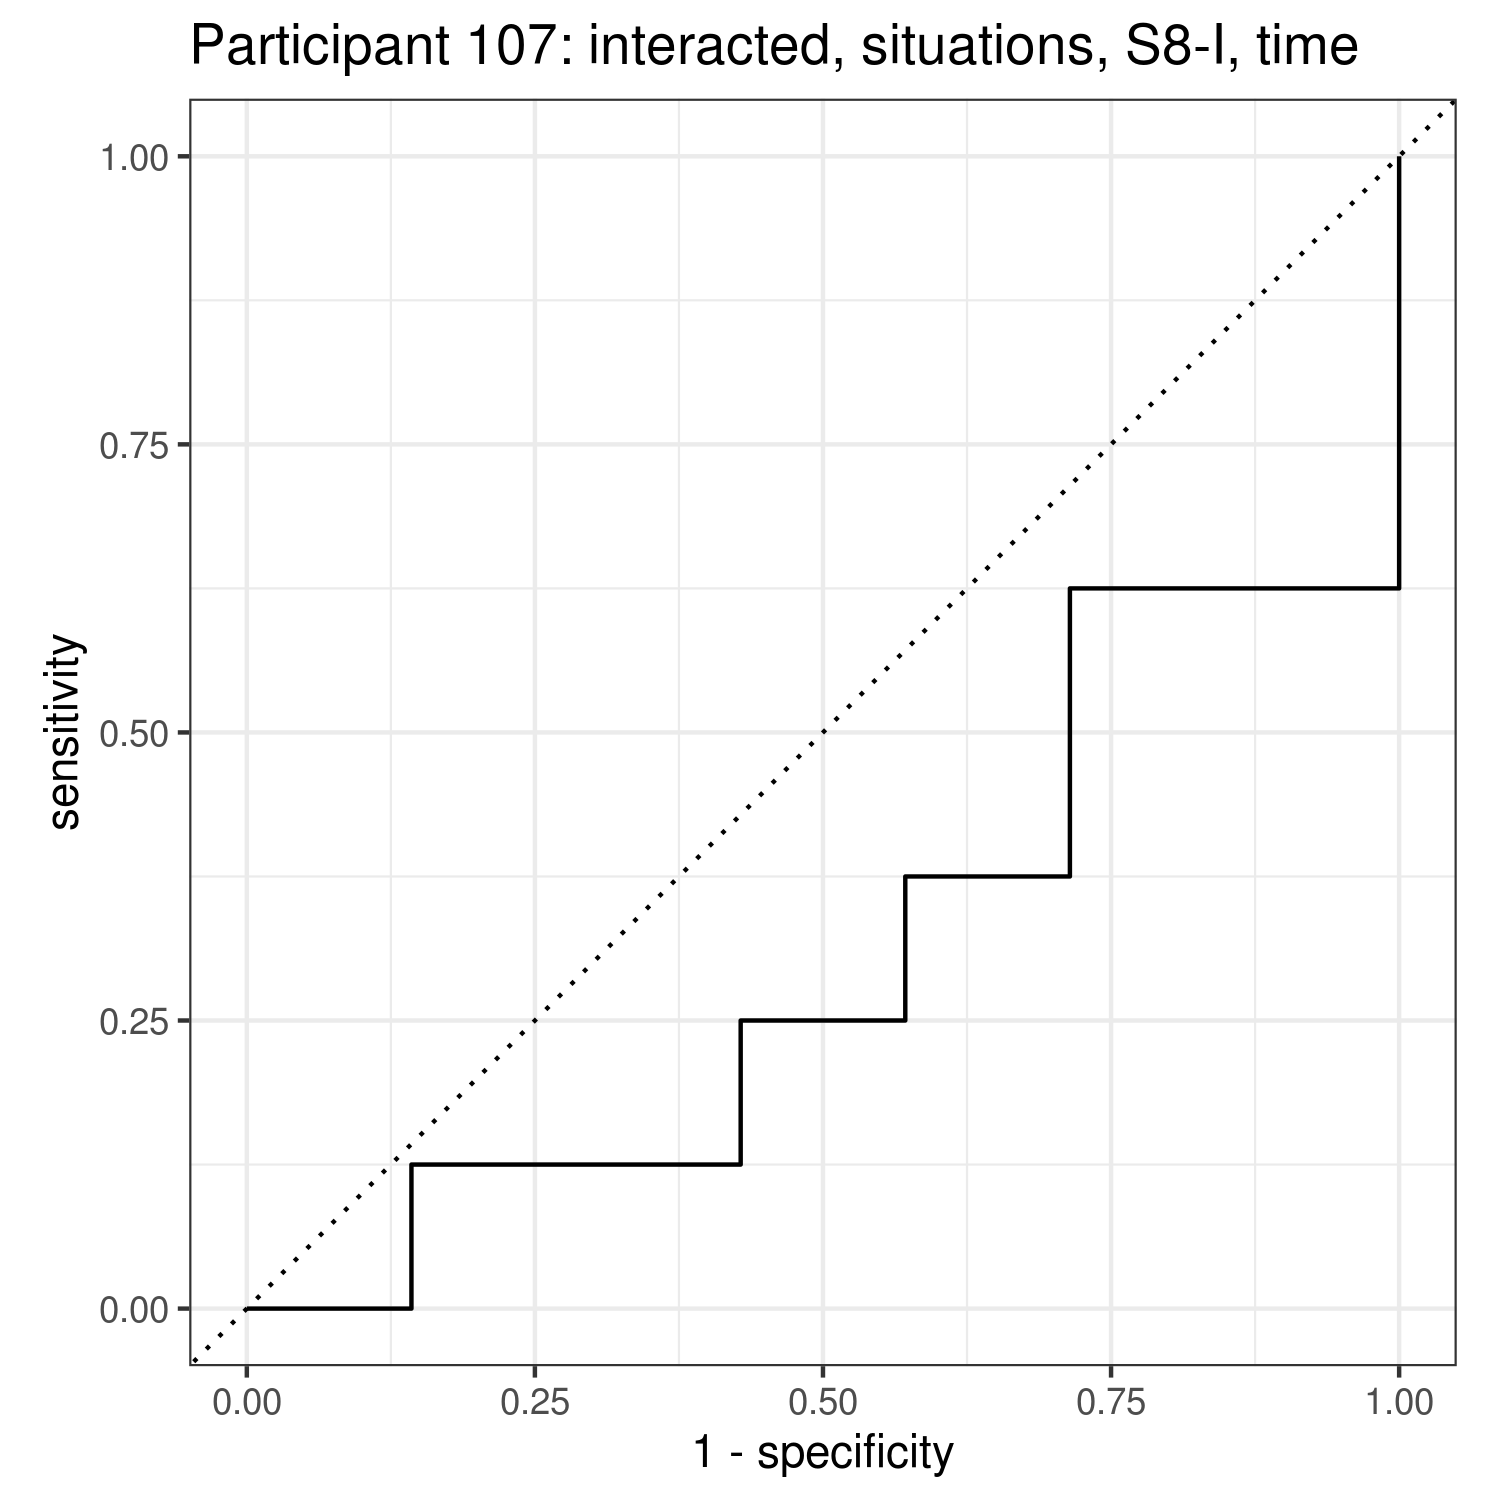 Participant 107: interacted, situations, S8-I, time
1.00
0.75
0.50
0.25
0.00
sensitivity
0.00 0.25 0.50 0.75 1.00
1 - specificity